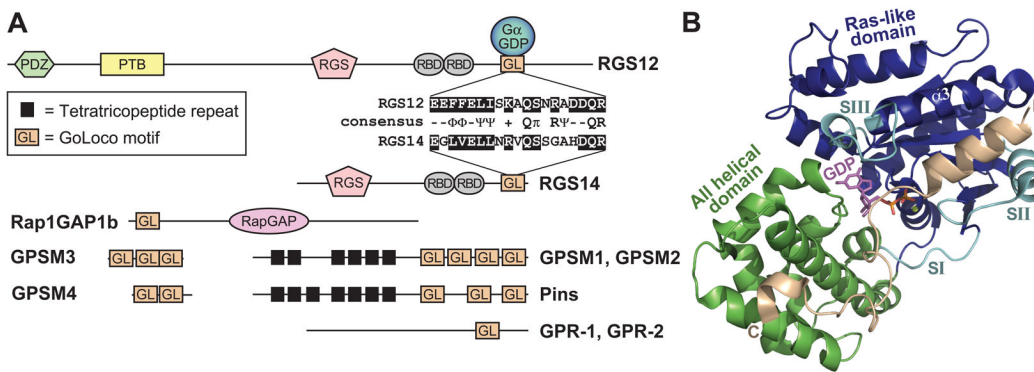 A
PDZ PTB RGS RBD RBD GL RGS12
Gα
GDP
= Tetratricopeptide repeat
GL = GoLoco motif
RGS12 EEFFELISKAQSNRADDQR
consensus --ΦΦ-ΨΨ + Qπ RΨ--QR
RGS14 EGLVELLNRVQSSGAHDQR
RGS RBD RBD GL RGS14
Rap1GAP1b GL RapGAP
GPSM3 GL GL GL GL GL GL GL GPSM1, GPSM2
GPSM4 GL GL GL GL GL Pins
GL GPR-1, GPR-2
B
Ras-like
domain
α3
SIII
GDP
All helical
domain
SII
SI
C